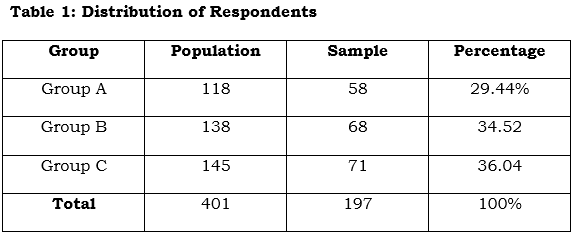 Table 1: Distribution of Respondents
Group Population Sample Percentage
Group A 118 58 29.44%
Group B 138 68 34.52
Group C 145 71 36.04
Total 401 197 100%